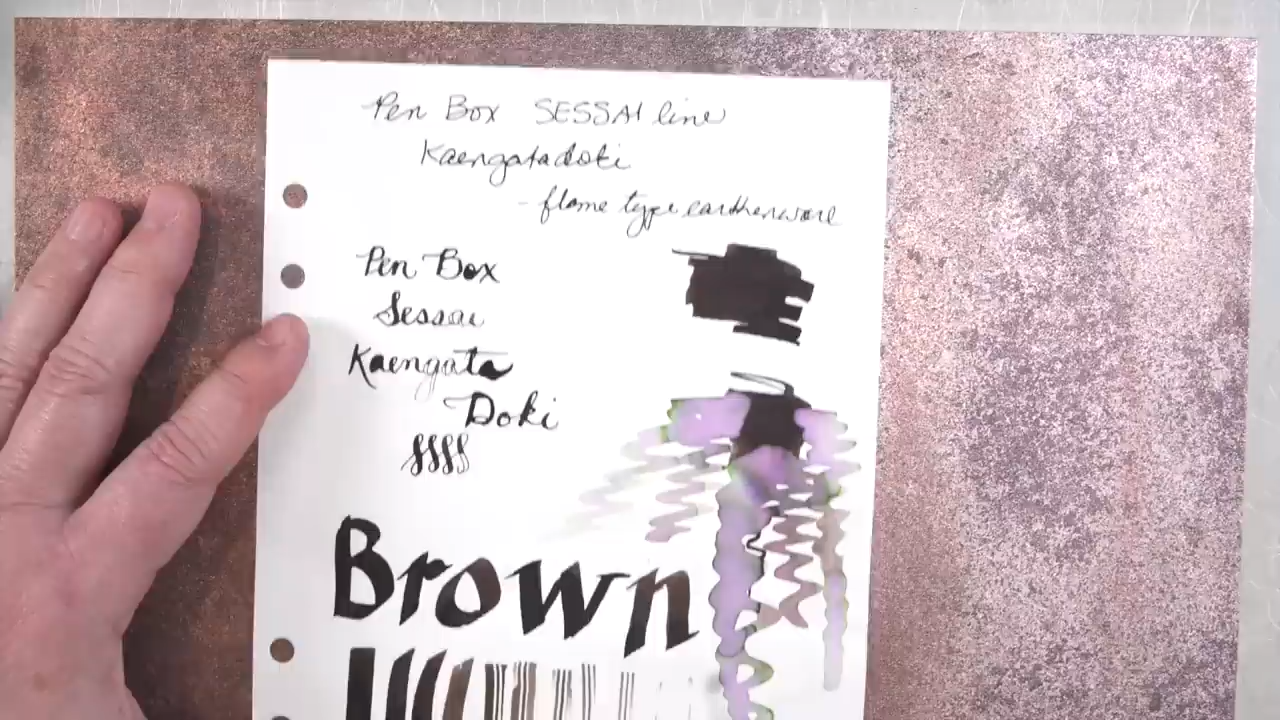 Pen Box SESSAI line
Kaengatadoki
- flame type earthenware
Pen Box
Sessai
Kaengata
Doki
Brown